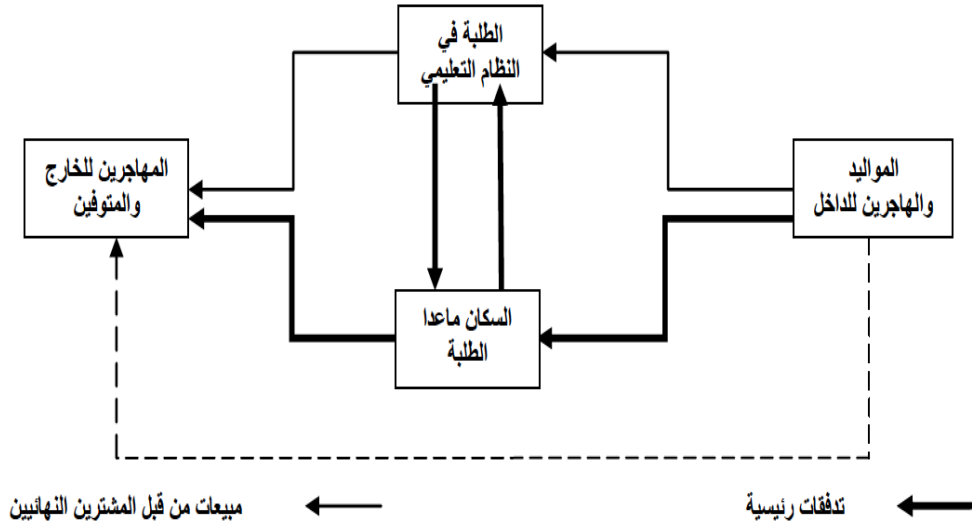 الطلبة في
النظام التعليمي
المواليد
والهاجرين للداخل
المهاجرين للخارج
والمتوفين
السكان ماعدا
الطلبة
تدفقات رئيسية
مبيعات من قبل المشترين النهائيين